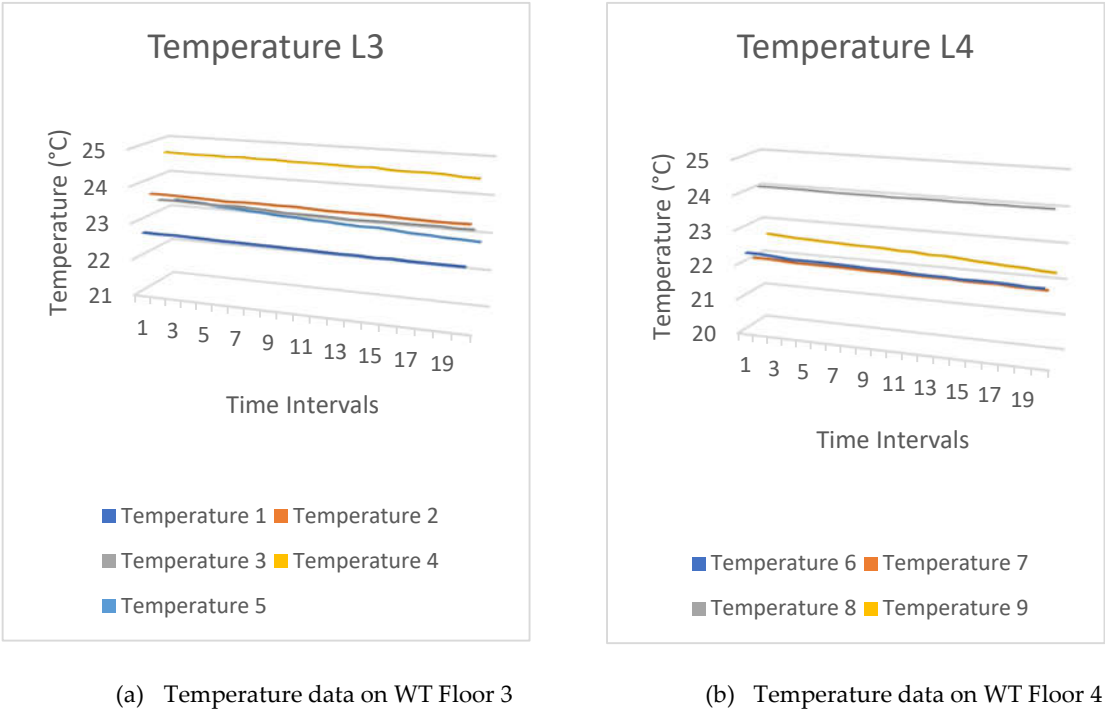 Temperature L3
Temperature (°C)
25
24
23
22
21
1 3 5 7 9 11 13 15 17 19
Time Intervals
Temperature 1 Temperature 2
Temperature 3 Temperature 4
Temperature 5
(a) Temperature data on WT Floor 3
Temperature L4
Temperature (°C)
25
24
23
22
21
20
1 3 5 7 9 11 13 15 17 19
Time Intervals
Temperature 6 Temperature 7
Temperature 8 Temperature 9
(b) Temperature data on WT Floor 4